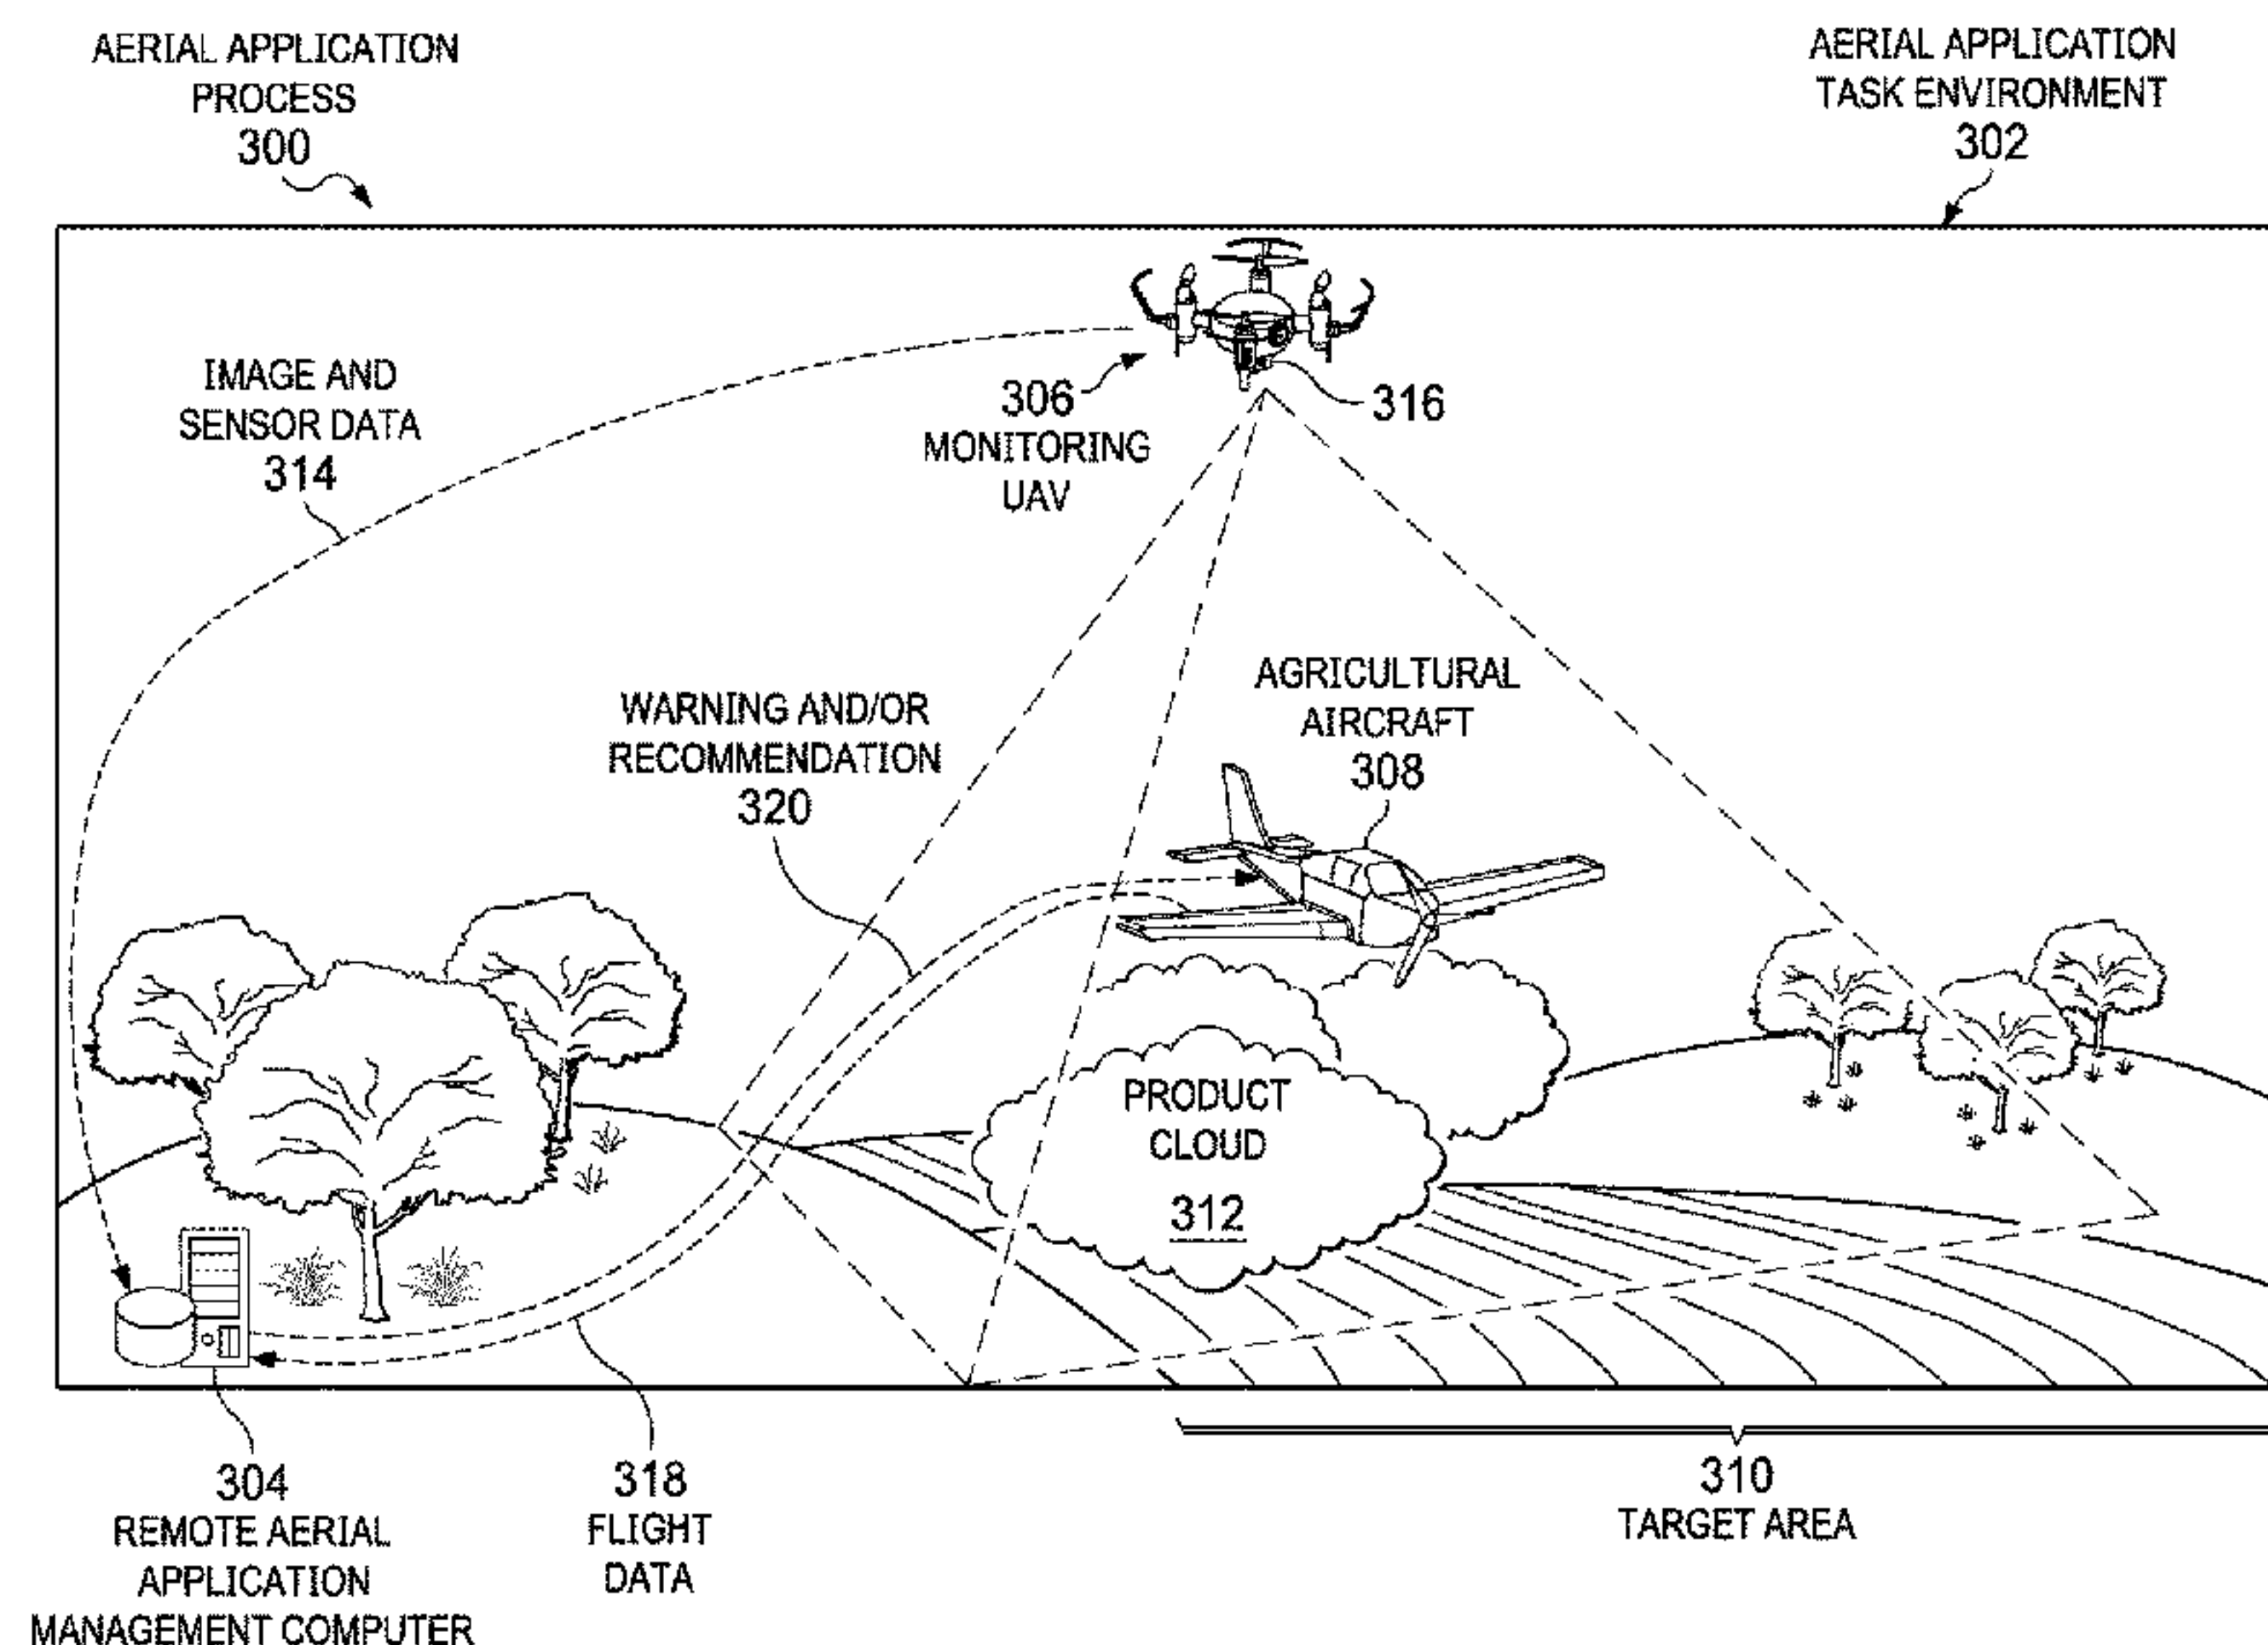 AERIAL APPLICATION
PROCESS
300
AERIAL APPLICATION
TASK ENVIRONMENT
302
IMAGE AND
SENSOR DATA
314
306
MONITORING
UAV
316
WARNING AND/OR
RECOMMENDATION
320
AGRICULTURAL
AIRCRAFT
308
PRODUCT
CLOUD
312
304
REMOTE AERIAL
APPLICATION
MANAGEMENT COMPUTER
318
FLIGHT
DATA
310
TARGET AREA